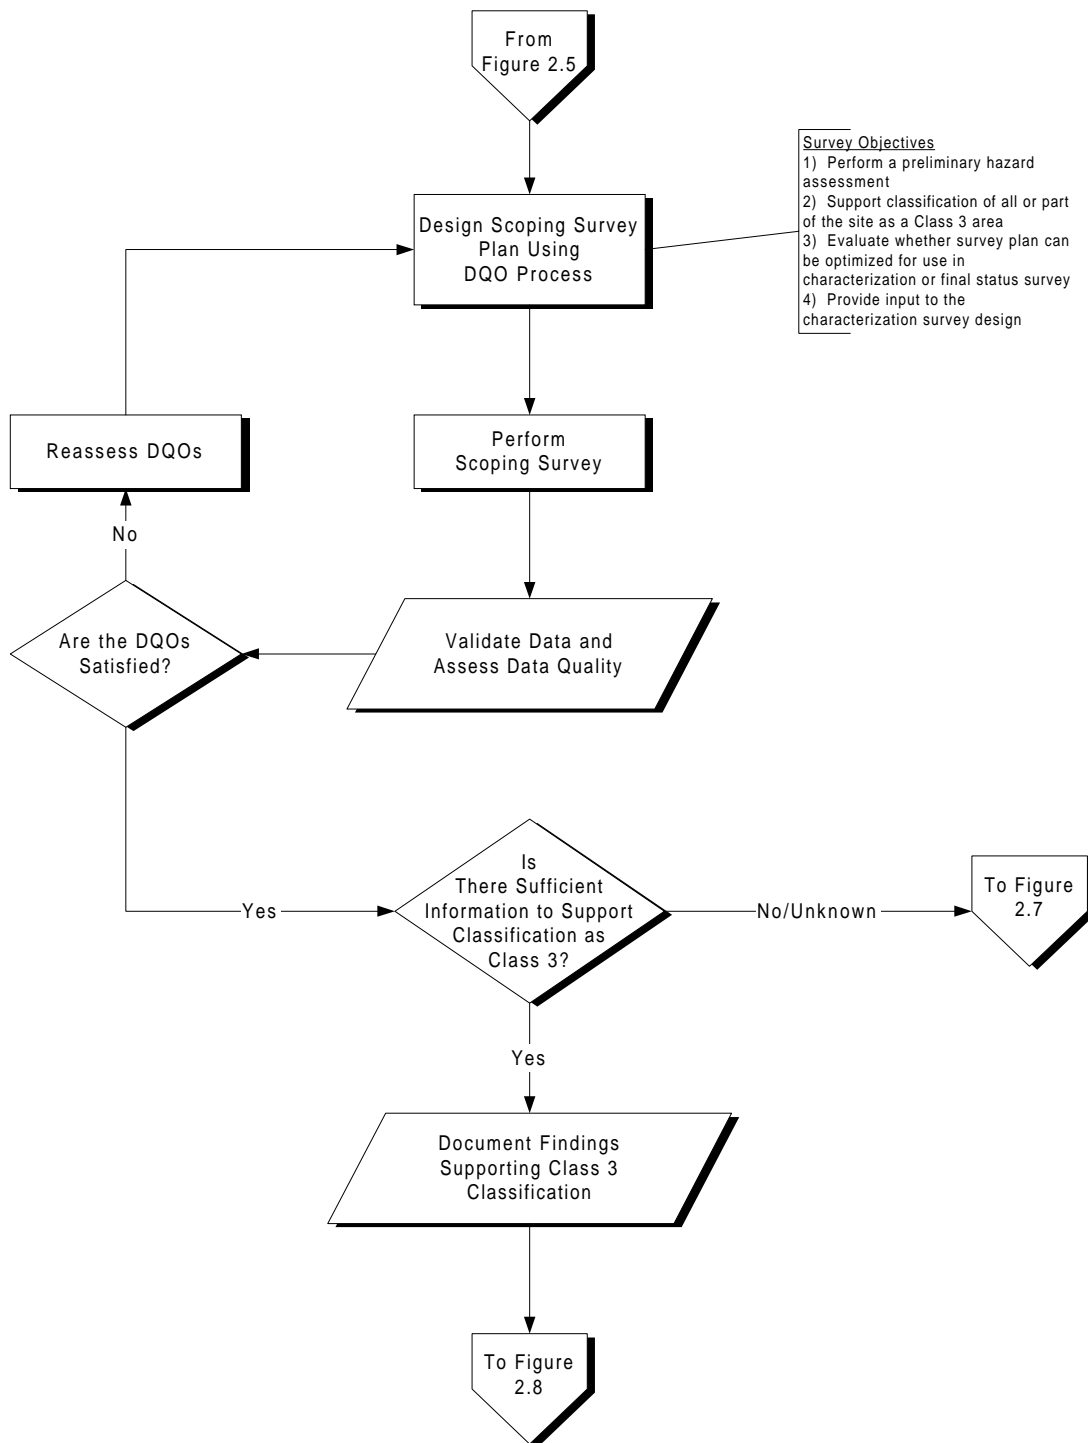 From
Figure 2.5
Survey Objectives
1) Perform a preliminary hazard
assessment
2) Support classification of all or part
of the site as a Class 3 area
3) Evaluate whether survey plan can
be optimized for use in
characterization or final status survey
4) Provide input to the
characterization survey design
Design Scoping Survey
Plan Using
DQO Process
Reassess DQOs
Perform
Scoping Survey
No
Are the DQOs
Satisfied?
Validate Data and
Assess Data Quality
Yes
Is
There Sufficient
Information to Support
Classification as
Class 3?
No/Unknown
To Figure
2.7
Yes
Document Findings
Supporting Class 3
Classification
To Figure
2.8